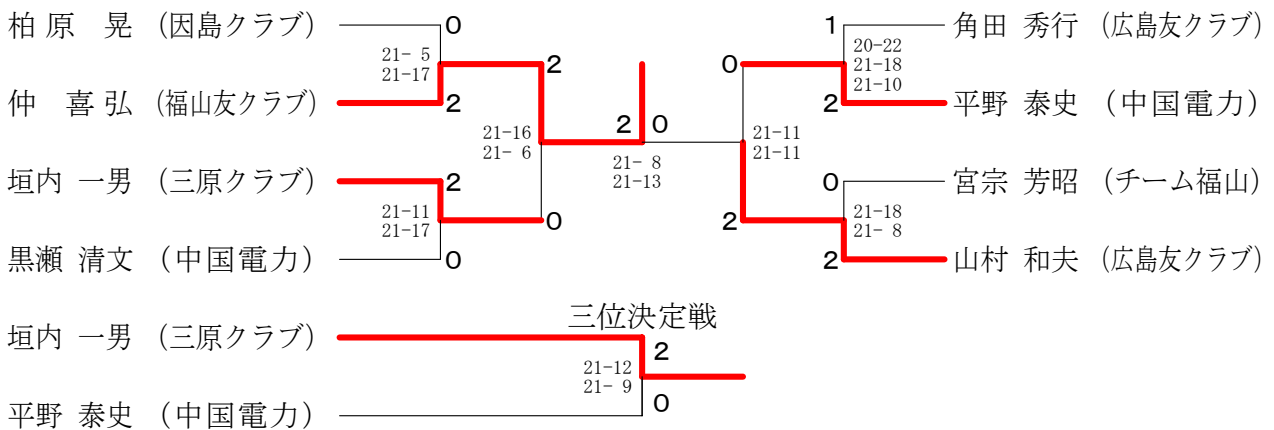 柏原 晃 (因島クラブ) 0 1 角田 秀行 (広島友クラブ)
21- 5
21-17
2 0
20-22
21-18
21-10
仲 喜弘 (福山友クラブ) 2 2 平野 泰史 (中国電力)
21-16
21- 6
2 0
21- 8
21-13
21-11
21-11
垣内 一男 (三原クラブ) 2 0 宮宗 芳昭 (チーム福山)
21-11
21-17
0 2
21-18
21- 8
黒瀬 清文 (中国電力) 0 2 山村 和夫 (広島友クラブ)
三位決定戦
垣内 一男 (三原クラブ) 2
21-12
21- 9
平野 泰史 (中国電力) 0